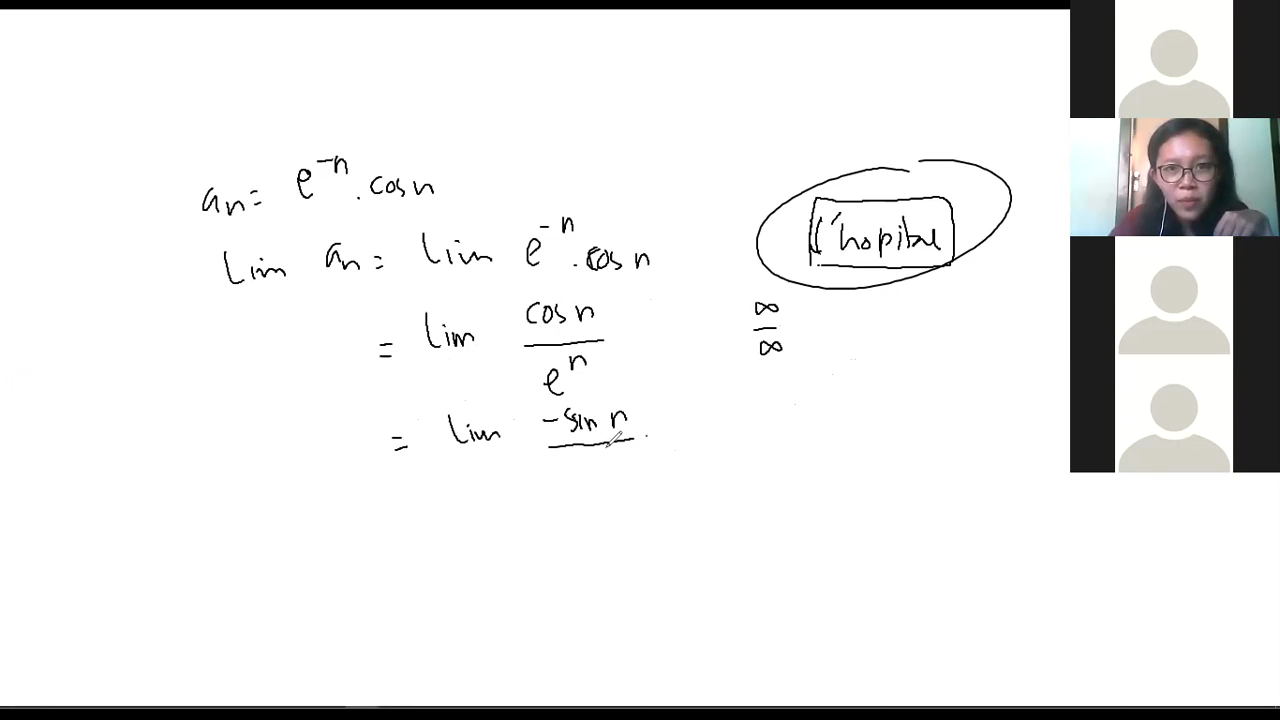 aₙ = e⁻ⁿ . cos n
Lim aₙ = Lim e⁻ⁿ . cos n
= Lim cos n / eⁿ
= Lim -sin n
L'hopital
∞ / ∞